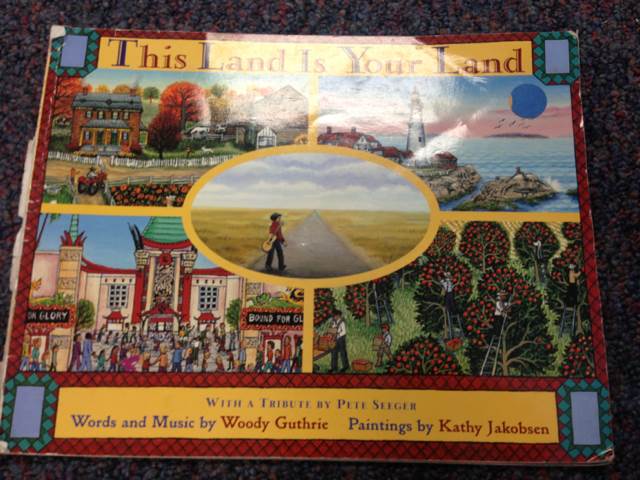 This Land Is Your Land
OR GLORY
BOUND FOR GL
With a Tribute by Pete Seeger
Words and Music by Woody Guthrie Paintings by Kathy Jakobsen